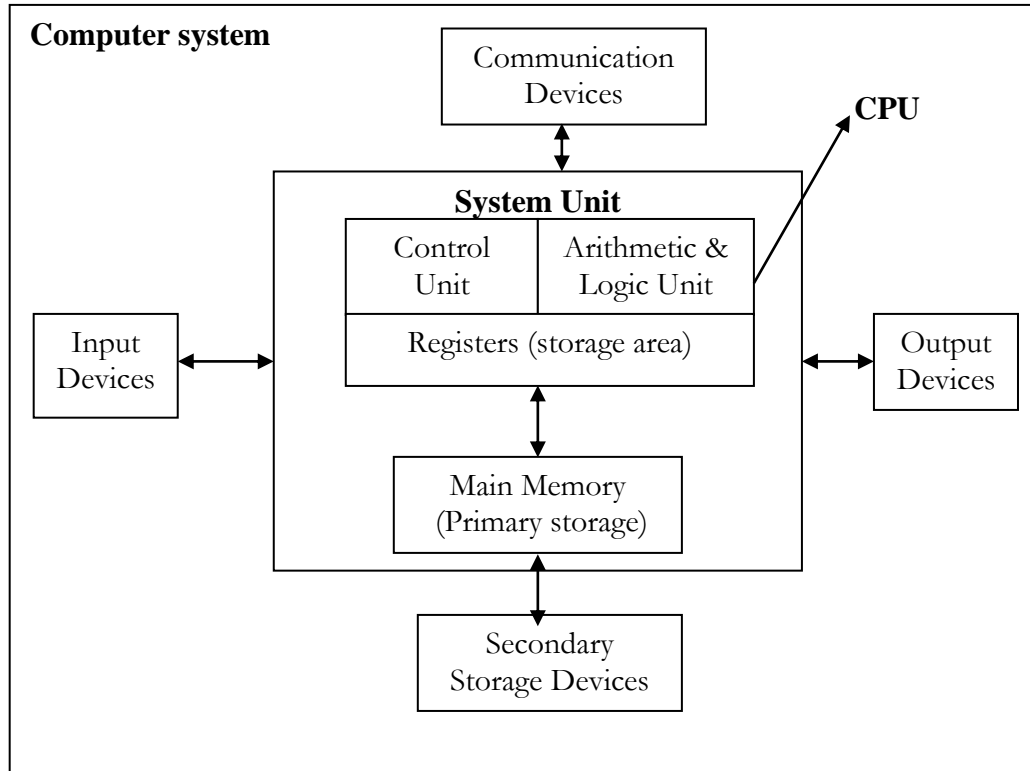 Computer system
Communication
Devices
CPU
System Unit
Control
Unit
Arithmetic &
Logic Unit
Registers (storage area)
Input
Devices
Output
Devices
Main Memory
(Primary storage)
Secondary
Storage Devices